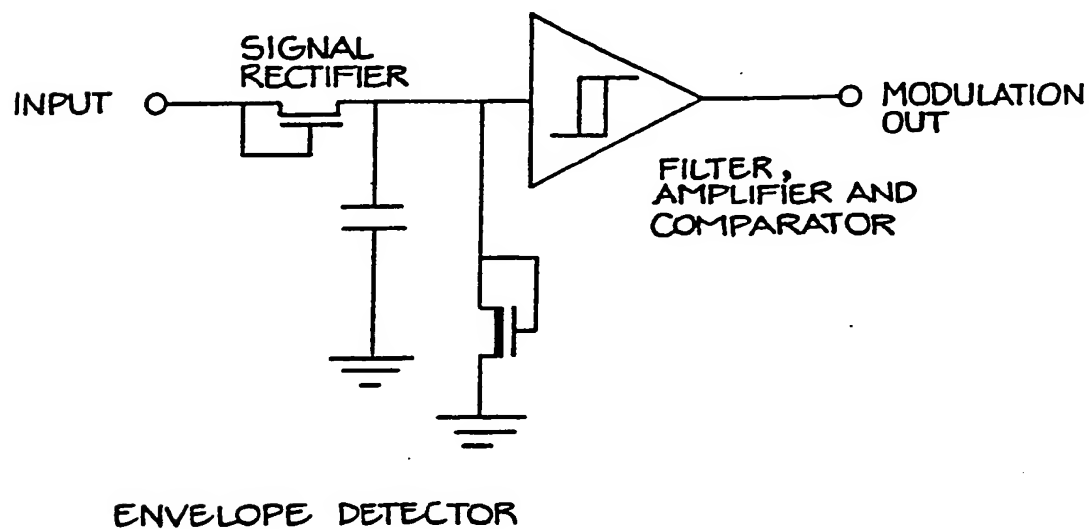 SIGNAL
RECTIFIER
INPUT
MODULATION
OUT
FILTER,
AMPLIFIER AND
COMPARATOR
ENVELOPE DETECTOR